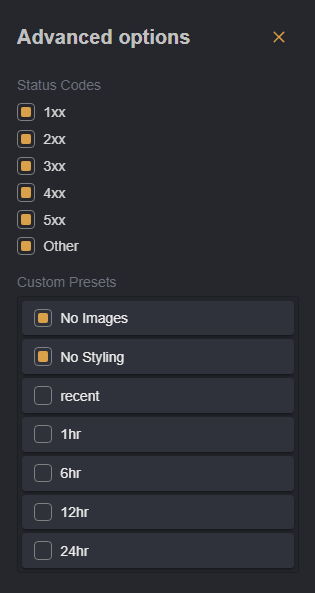 Advanced options
Status Codes
1xx
2xx
3xx
4xx
5xx
Other
Custom Presets
No Images
No Styling
recent
1hr
6hr
12hr
24hr